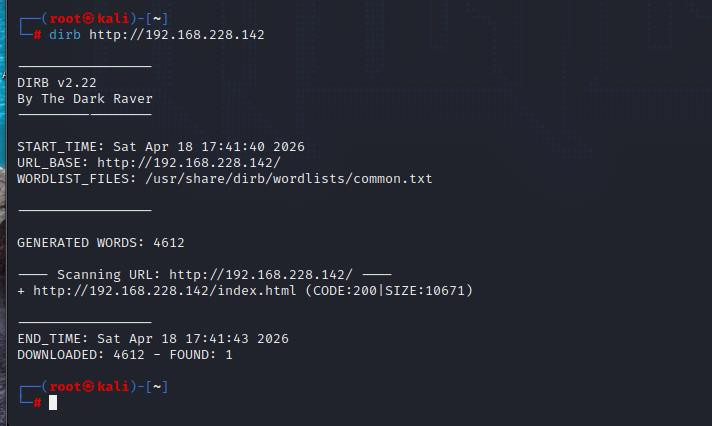 ┌──(root㉿kali)-[~]
└─# dirb http://192.168.228.142
-----------------
DIRB v2.22
By The Dark Raver
-----------------
START_TIME: Sat Apr 18 17:41:40 2026
URL_BASE: http://192.168.228.142/
WORDLIST_FILES: /usr/share/dirb/wordlists/common.txt
-----------------
GENERATED WORDS: 4612
---- Scanning URL: http://192.168.228.142/ ----
+ http://192.168.228.142/index.html (CODE:200|SIZE:10671)
-----------------
END_TIME: Sat Apr 18 17:41:43 2026
DOWNLOADED: 4612 - FOUND: 1
┌──(root㉿kali)-[~]
└─#